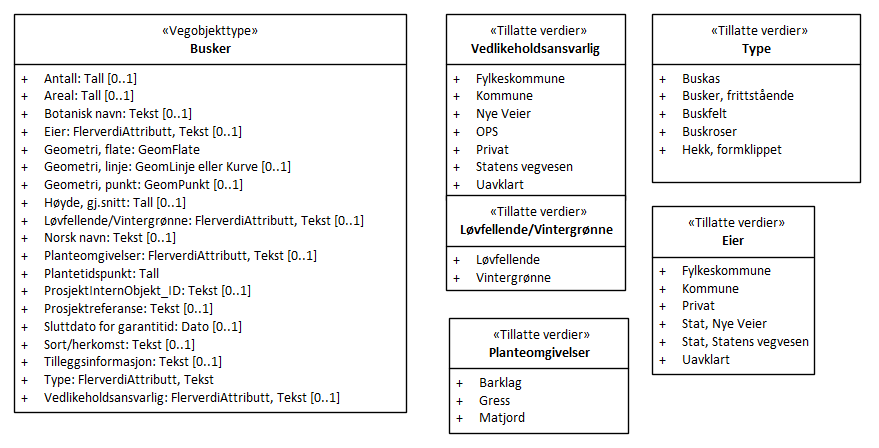 «Vegobjekttype»
Busker
+ Antall: Tall [0..1]
+ Areal: Tall [0..1]
+ Botanisk navn: Tekst [0..1]
+ Eier: FlerverdiAttributt, Tekst [0..1]
+ Geometri, flate: GeomFlate
+ Geometri, linje: GeomLinje eller Kurve [0..1]
+ Geometri, punkt: GeomPunkt [0..1]
+ Høyde, gj.snitt: Tall [0..1]
+ Løvfellende/Vintergrønne: FlerverdiAttributt, Tekst [0..1]
+ Norsk navn: Tekst [0..1]
+ Planteomgivelser: FlerverdiAttributt, Tekst [0..1]
+ Plantetidspunkt: Tall
+ ProsjektInternObjekt_ID: Tekst [0..1]
+ Prosjektreferanse: Tekst [0..1]
+ Sluttdato for garantitid: Dato [0..1]
+ Sort/herkomst: Tekst [0..1]
+ Tilleggsinformasjon: Tekst [0..1]
+ Type: FlerverdiAttributt, Tekst
+ Vedlikeholdsansvarlig: FlerverdiAttributt, Tekst [0..1]
«Tillatte verdier»
Vedlikeholdsansvarlig
+ Fylkeskommune
+ Kommune
+ Nye Veier
+ OPS
+ Privat
+ Statens vegvesen
+ Uavklart
«Tillatte verdier»
Løvfellende/Vintergrønne
+ Løvfellende
+ Vintergrønne
«Tillatte verdier»
Planteomgivelser
+ Barklag
+ Gress
+ Matjord
«Tillatte verdier»
Type
+ Buskas
+ Busker, frittstående
+ Buskfelt
+ Buskroser
+ Hekk, formklippet
«Tillatte verdier»
Eier
+ Fylkeskommune
+ Kommune
+ Privat
+ Stat, Nye Veier
+ Stat, Statens vegvesen
+ Uavklart